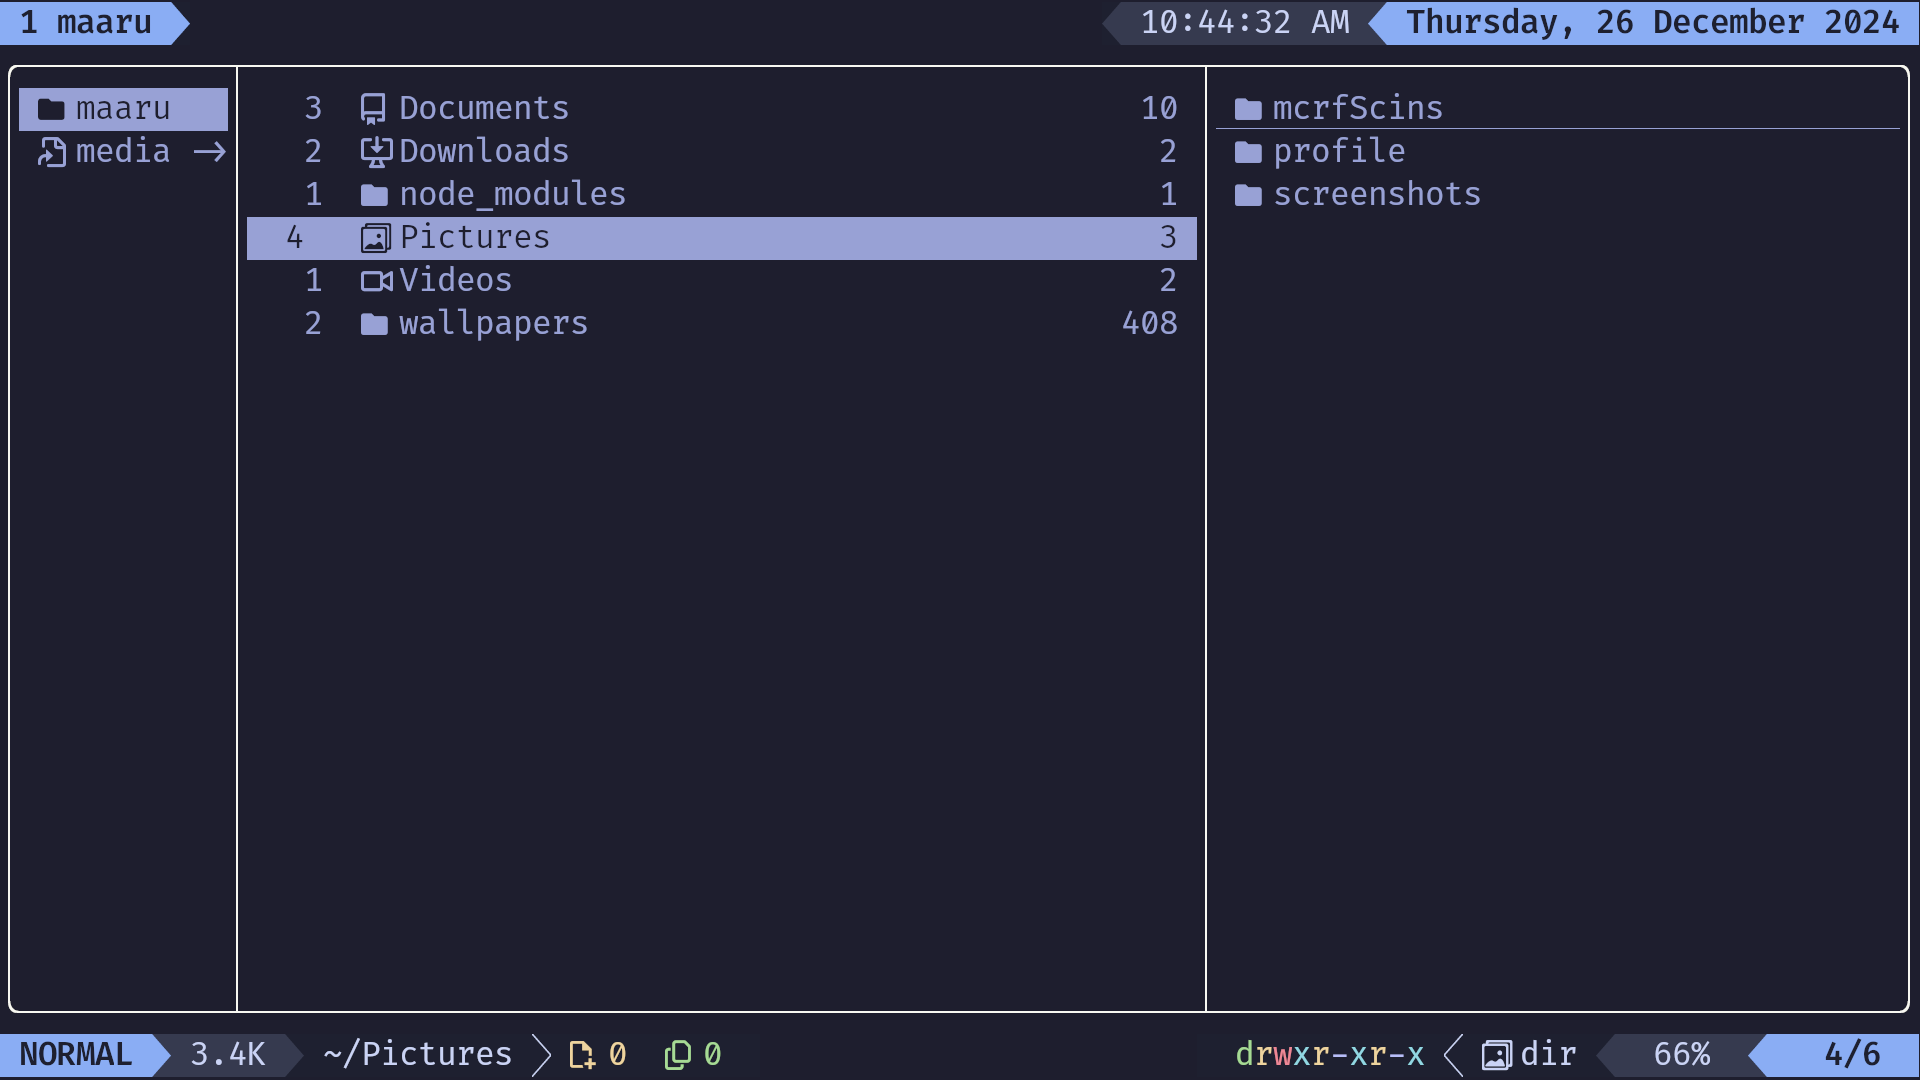 1 maaru 10:44:32 AM Thursday, 26 December 2024
maaru
media
3 Documents 10
2 Downloads 2
1 node_modules 1
4 Pictures 3
1 Videos 2
2 wallpapers 408
mcrfScins
profile
screenshots
NORMAL 3.4K ~/Pictures 0 0 drwxr-xr-x dir 66% 4/6